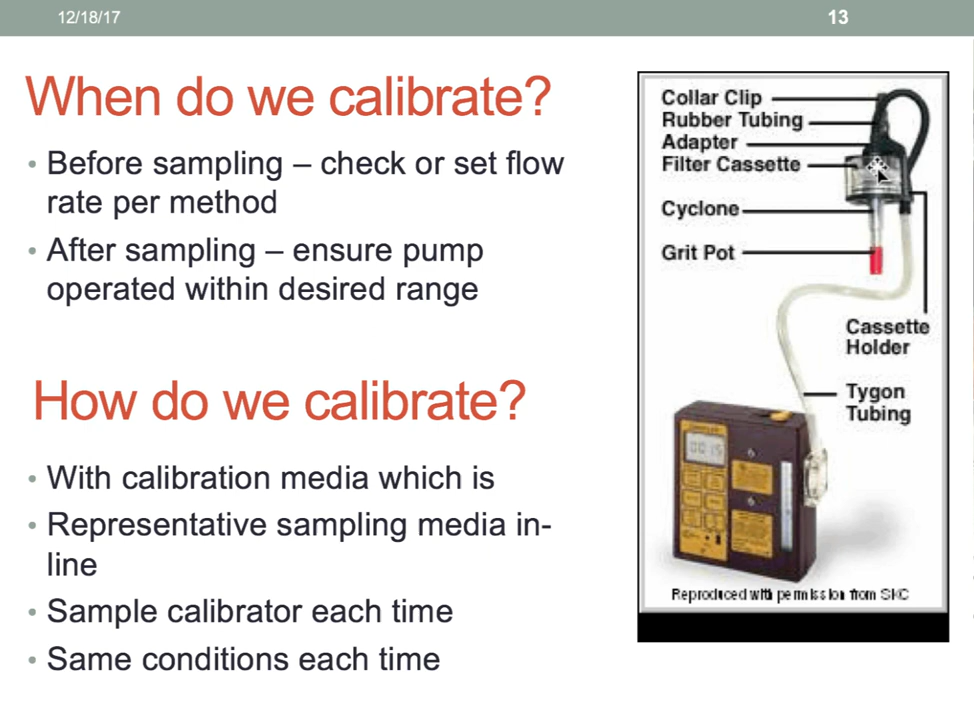 12/18/17
13
When do we calibrate?
• Before sampling – check or set flow
rate per method
• After sampling – ensure pump
operated within desired range
How do we calibrate?
• With calibration media which is
• Representative sampling media in-
line
• Sample calibrator each time
• Same conditions each time
Collar Clip
Rubber Tubing
Adapter
Filter Cassette
Cyclone
Grit Pot
Cassette
Holder
Tygon
Tubing
Reproduced with permission from SKC